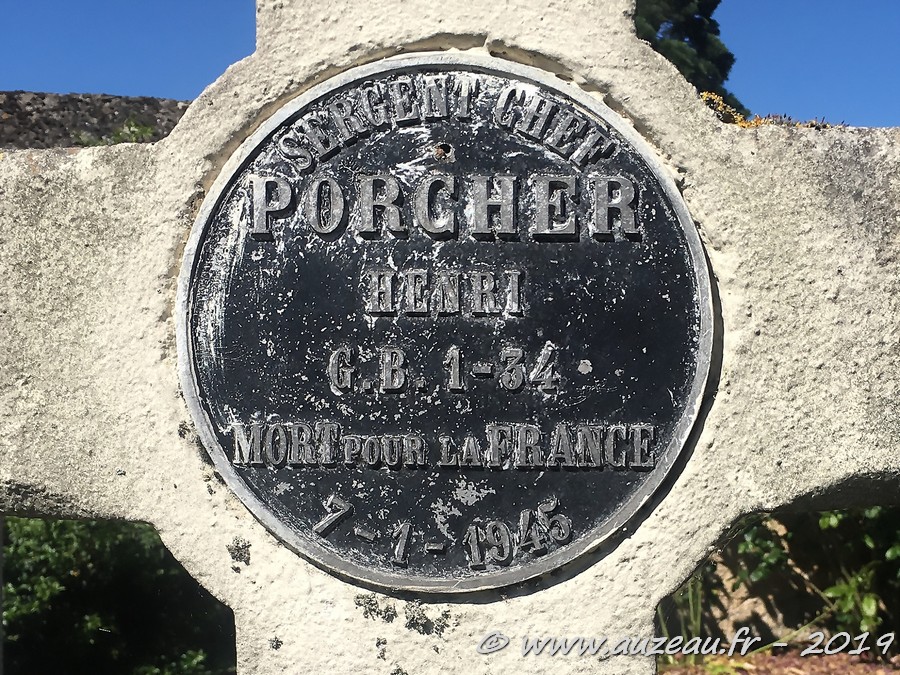 SERGENT CHEF
PORCHER
HENRI
G.B. 1-34
MORT POUR LA FRANCE
7-1-1945
© www.auzeau.fr - 2019